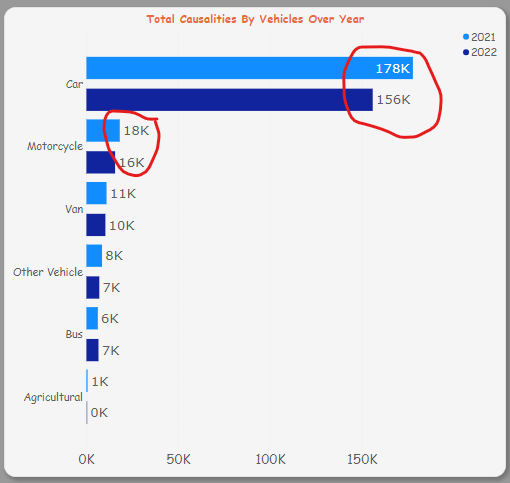 Total Causalities By Vehicles Over Year
2021
2022
Car
178K
156K
Motorcycle
18K
16K
Van
11K
10K
Other Vehicle
8K
7K
Bus
6K
7K
Agricultural
1K
0K
0K 50K 100K 150K